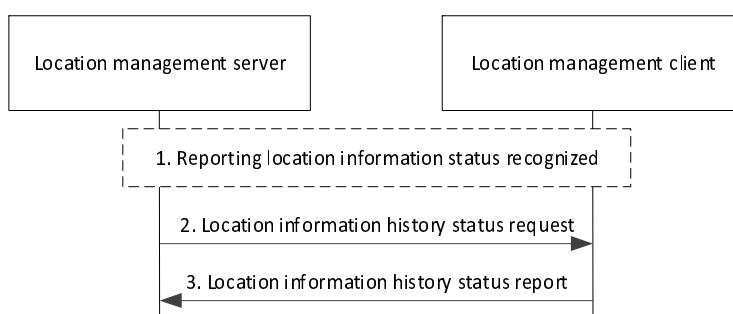 Location management server
Location management client
1. Reporting location information status recognized
2. Location information history status request
3. Location information history status report